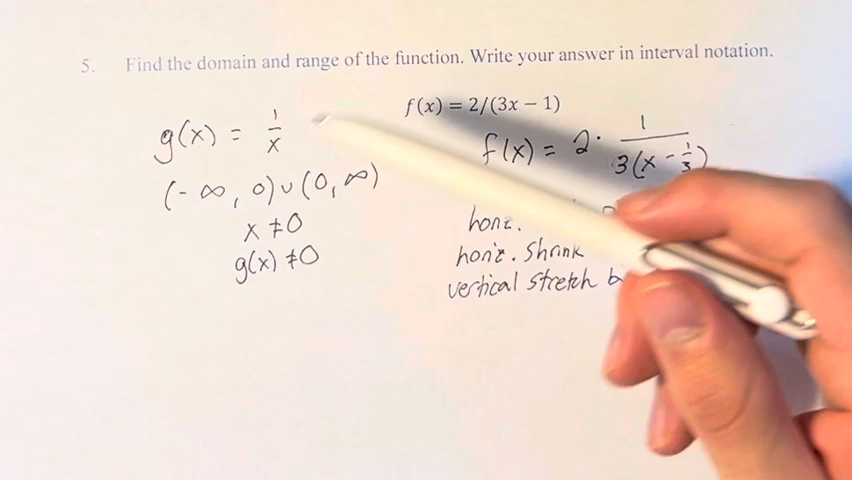 5. Find the domain and range of the function. Write your answer in interval notation.
f(x) = 2/(3x − 1)
g(x) = 1/x
(-∞, 0) ∪ (0, ∞)
x ≠ 0
g(x) ≠ 0
f(x) = 2 · 1/3(x - 1/3)
horiz.
horiz. Shrink
vertical stretch